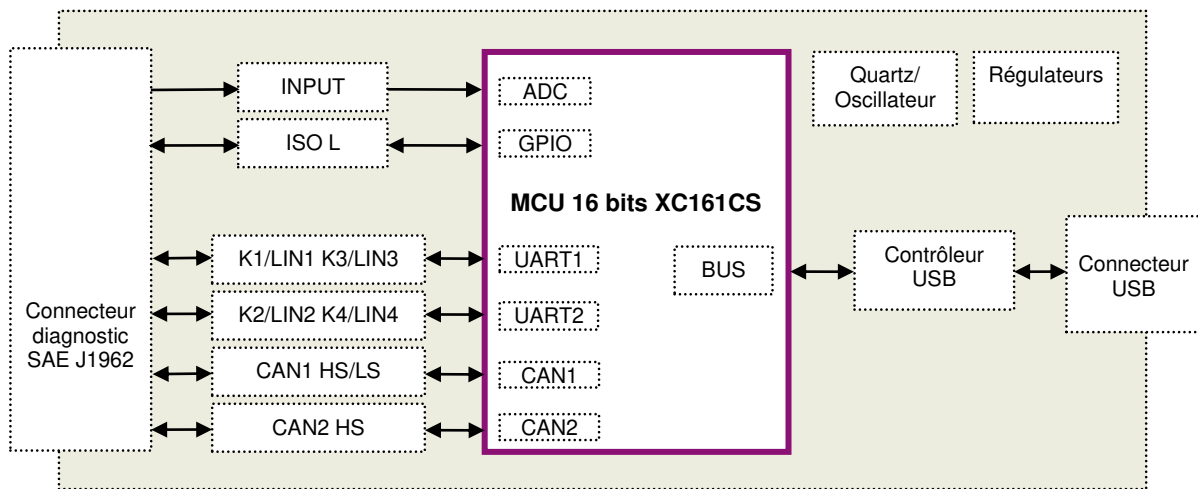 Connecteur
diagnostic
SAE J1962
INPUT
ISO L
K1/LIN1 K3/LIN3
K2/LIN2 K4/LIN4
CAN1 HS/LS
CAN2 HS
ADC
GPIO
MCU 16 bits XC161CS
UART1
UART2
CAN1
CAN2
BUS
Quartz/
Oscillateur
Régulateurs
Contrôleur
USB
Connecteur
USB